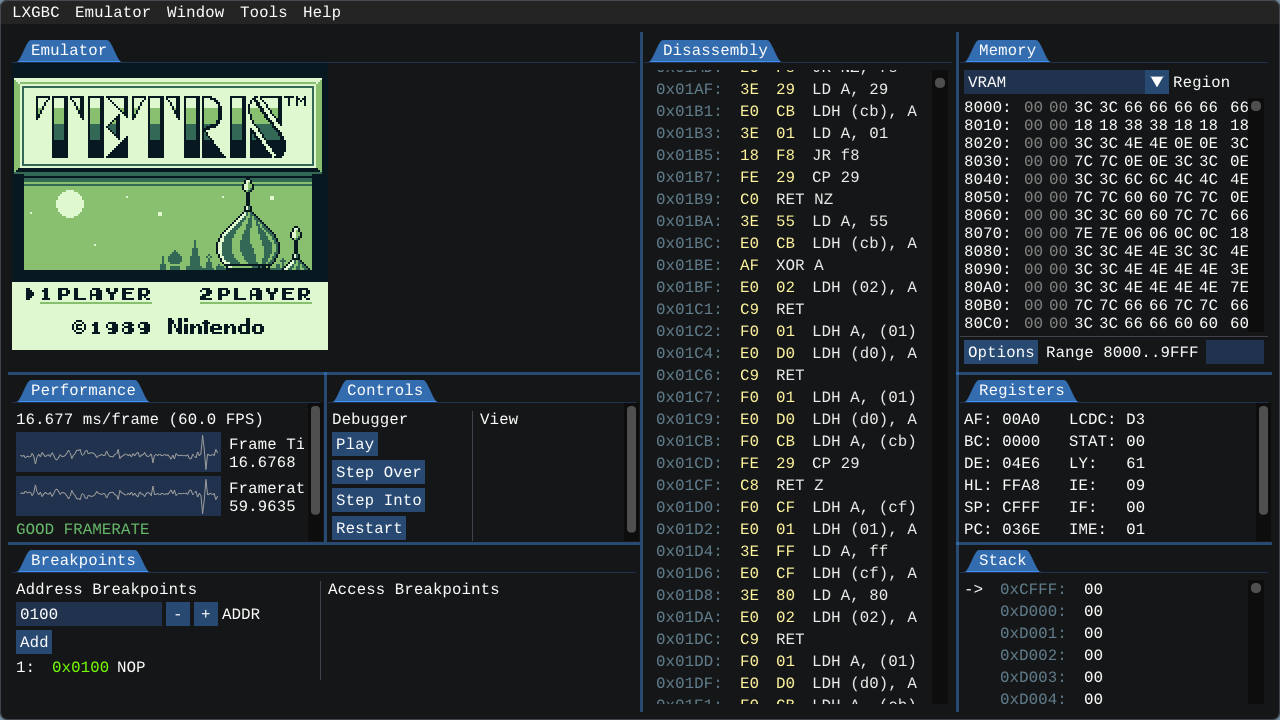 LXGBC Emulator Window Tools Help
Emulator
TETRIS™
1PLAYER 2PLAYER
©1989 Nintendo
Performance
16.677 ms/frame (60.0 FPS)
Frame Ti
16.6768
Framerat
59.9635
GOOD FRAMERATE
Controls
Debugger
Play
Step Over
Step Into
Restart
View
Breakpoints
Address Breakpoints
0100 - + ADDR
Add
1: 0x0100 NOP
Access Breakpoints
Disassembly
0x01AF: 3E 29 LD A, 29
0x01B1: E0 CB LDH (cb), A
0x01B3: 3E 01 LD A, 01
0x01B5: 18 F8 JR f8
0x01B7: FE 29 CP 29
0x01B9: C0 RET NZ
0x01BA: 3E 55 LD A, 55
0x01BC: E0 CB LDH (cb), A
0x01BE: AF XOR A
0x01BF: E0 02 LDH (02), A
0x01C1: C9 RET
0x01C2: F0 01 LDH A, (01)
0x01C4: E0 D0 LDH (d0), A
0x01C6: C9 RET
0x01C7: F0 01 LDH A, (01)
0x01C9: E0 D0 LDH (d0), A
0x01CB: F0 CB LDH A, (cb)
0x01CD: FE 29 CP 29
0x01CF: C8 RET Z
0x01D0: F0 CF LDH A, (cf)
0x01D2: E0 01 LDH (01), A
0x01D4: 3E FF LD A, ff
0x01D6: E0 CF LDH (cf), A
0x01D8: 3E 80 LD A, 80
0x01DA: E0 02 LDH (02), A
0x01DC: C9 RET
0x01DD: F0 01 LDH A, (01)
0x01DF: E0 D0 LDH (d0), A
Memory
VRAM Region
8000: 00 00 3C 3C 66 66 66 66 66
8010: 00 00 18 18 38 38 18 18 18
8020: 00 00 3C 3C 4E 4E 0E 0E 3C
8030: 00 00 7C 7C 0E 0E 3C 3C 0E
8040: 00 00 3C 3C 6C 6C 4C 4C 4E
8050: 00 00 7C 7C 60 60 7C 7C 0E
8060: 00 00 3C 3C 60 60 7C 7C 66
8070: 00 00 7E 7E 06 06 0C 0C 18
8080: 00 00 3C 3C 4E 4E 3C 3C 4E
8090: 00 00 3C 3C 4E 4E 4E 4E 3E
80A0: 00 00 3C 3C 4E 4E 4E 4E 7E
80B0: 00 00 7C 7C 66 66 7C 7C 66
80C0: 00 00 3C 3C 66 66 60 60 60
Options Range 8000..9FFF
Registers
AF: 00A0 LCDC: D3
BC: 0000 STAT: 00
DE: 04E6 LY: 61
HL: FFA8 IE: 09
SP: CFFF IF: 00
PC: 036E IME: 01
Stack
-> 0xCFFF: 00
0xD000: 00
0xD001: 00
0xD002: 00
0xD003: 00
0xD004: 00